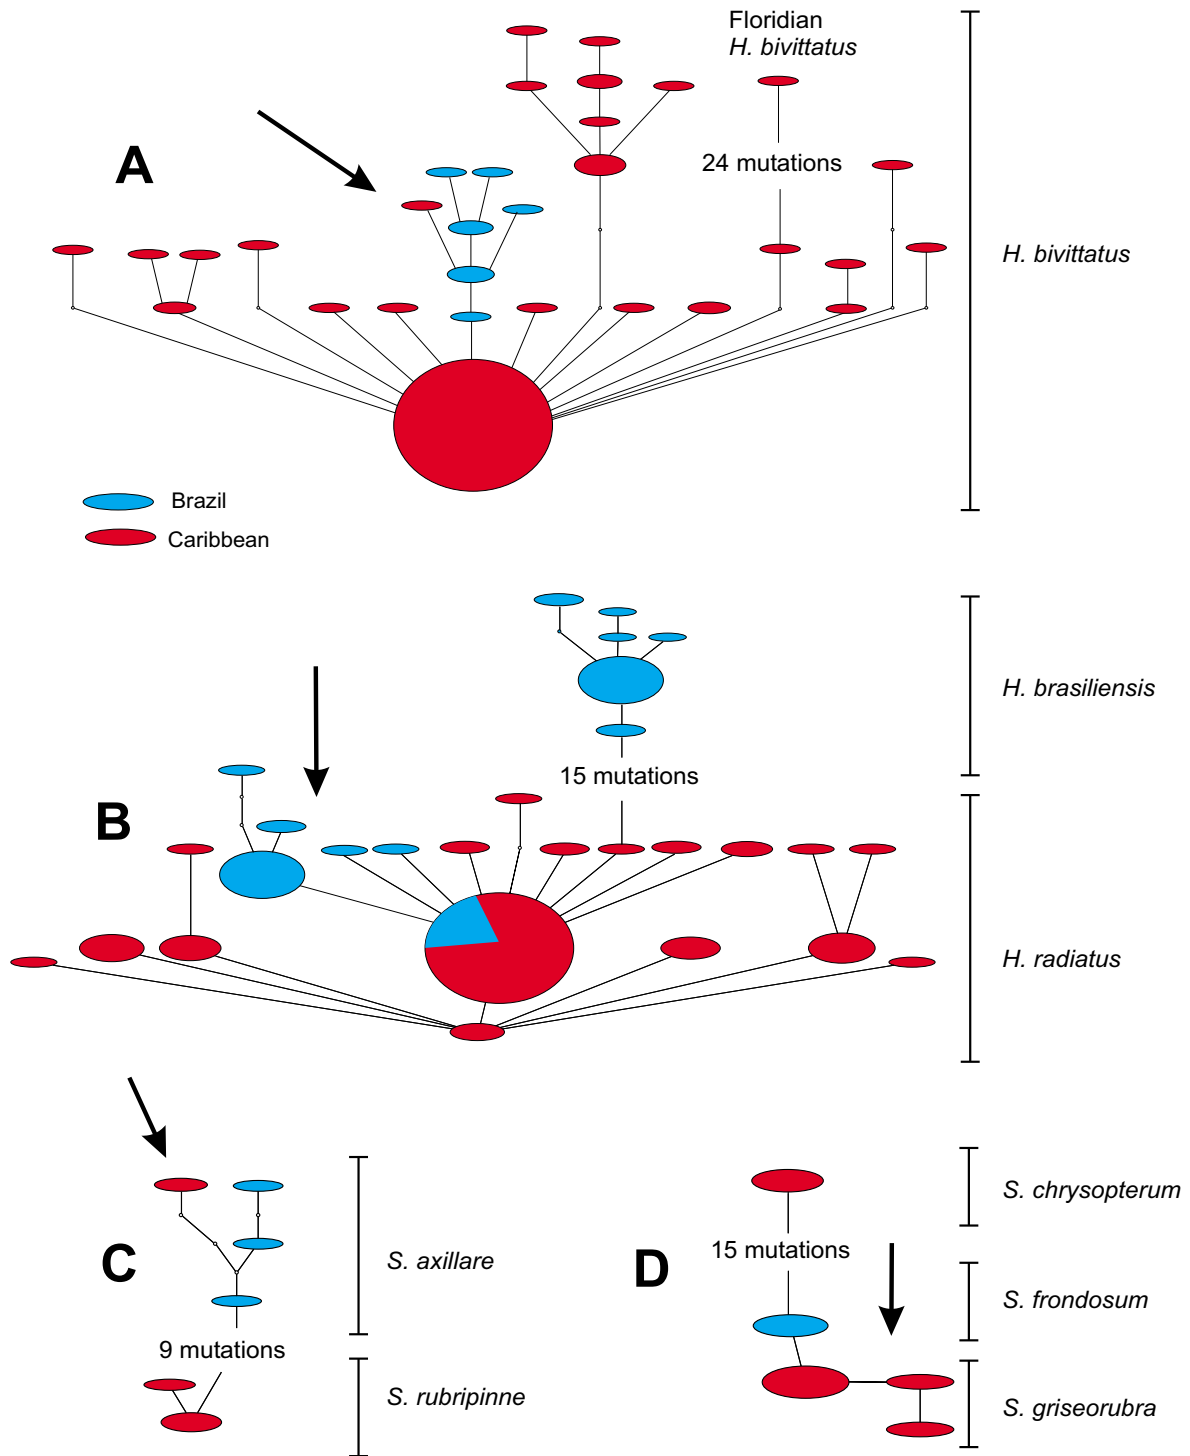 Floridian
H. bivittatus
A
24 mutations
H. bivittatus
Brazil
Caribbean
H. brasiliensis
15 mutations
B
H. radiatus
S. chrysopterum
15 mutations
C
S. axillare
D
S. frondosum
9 mutations
S. rubripinne
S. griseorubra